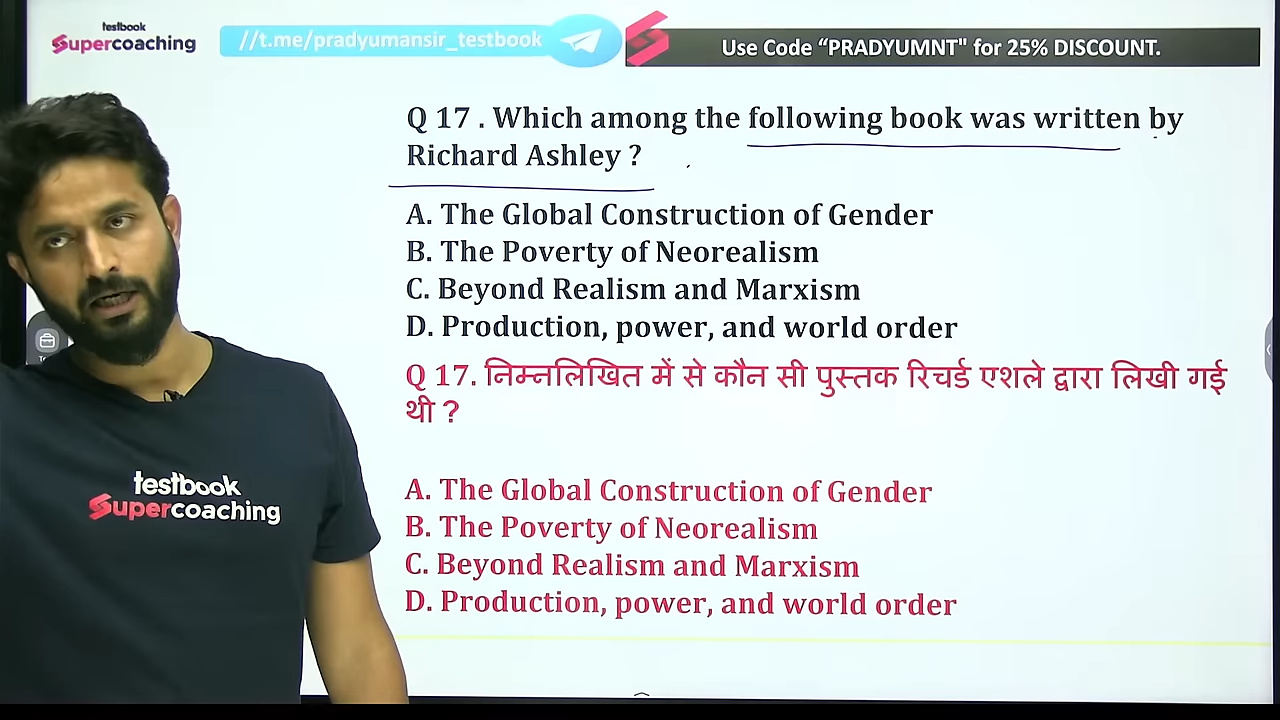 testbook
Supercoaching
//t.me/pradyumansir_testbook
Use Code “PRADYUMNT" for 25% DISCOUNT.
Q 17 . Which among the following book was written by
Richard Ashley ?
A. The Global Construction of Gender
B. The Poverty of Neorealism
C. Beyond Realism and Marxism
D. Production, power, and world order
Q 17. निम्नलिखित में से कौन सी पुस्तक रिचर्ड एशले द्वारा लिखी गई
थी ?
A. The Global Construction of Gender
B. The Poverty of Neorealism
C. Beyond Realism and Marxism
D. Production, power, and world order
testbook
Supercoaching